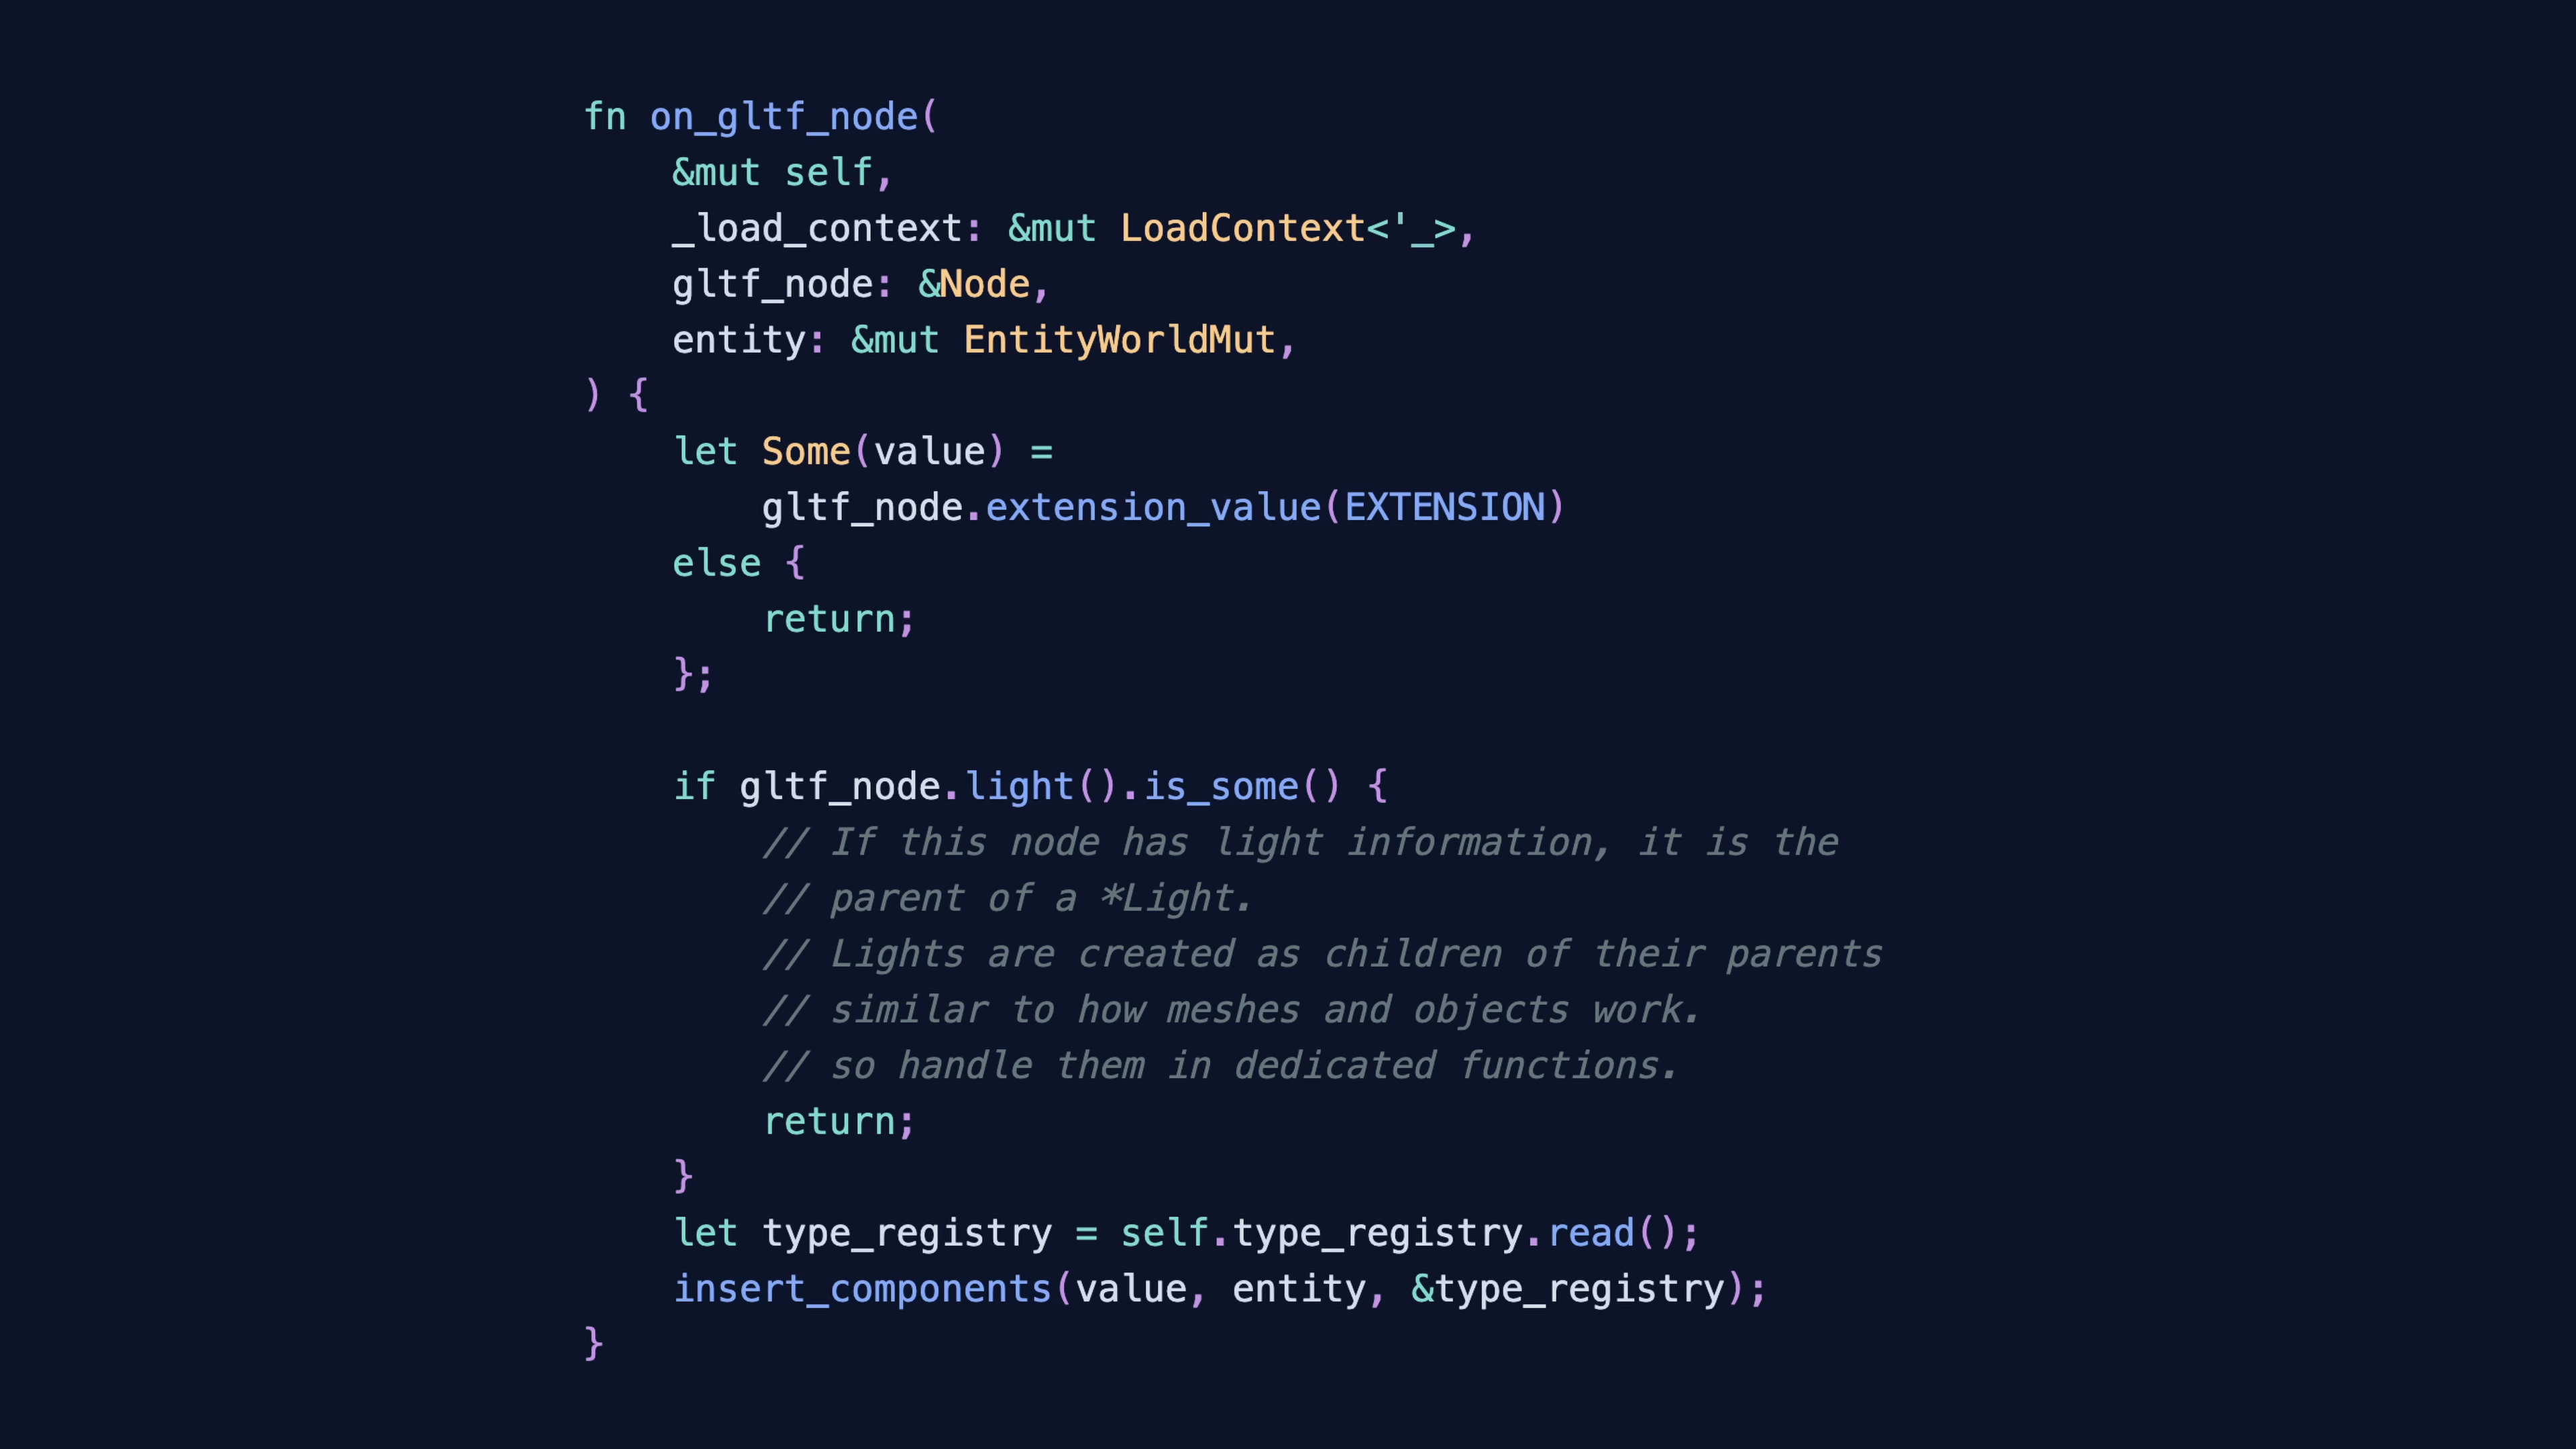 fn on_gltf_node(
    &mut self,
    _load_context: &mut LoadContext<'_>,
    gltf_node: &Node,
    entity: &mut EntityWorldMut,
) {
    let Some(value) =
        gltf_node.extension_value(EXTENSION)
    else {
        return;
    };

    if gltf_node.light().is_some() {
        // If this node has light information, it is the
        // parent of a *Light.
        // Lights are created as children of their parents
        // similar to how meshes and objects work.
        // so handle them in dedicated functions.
        return;
    }
    let type_registry = self.type_registry.read();
    insert_components(value, entity, &type_registry);
}